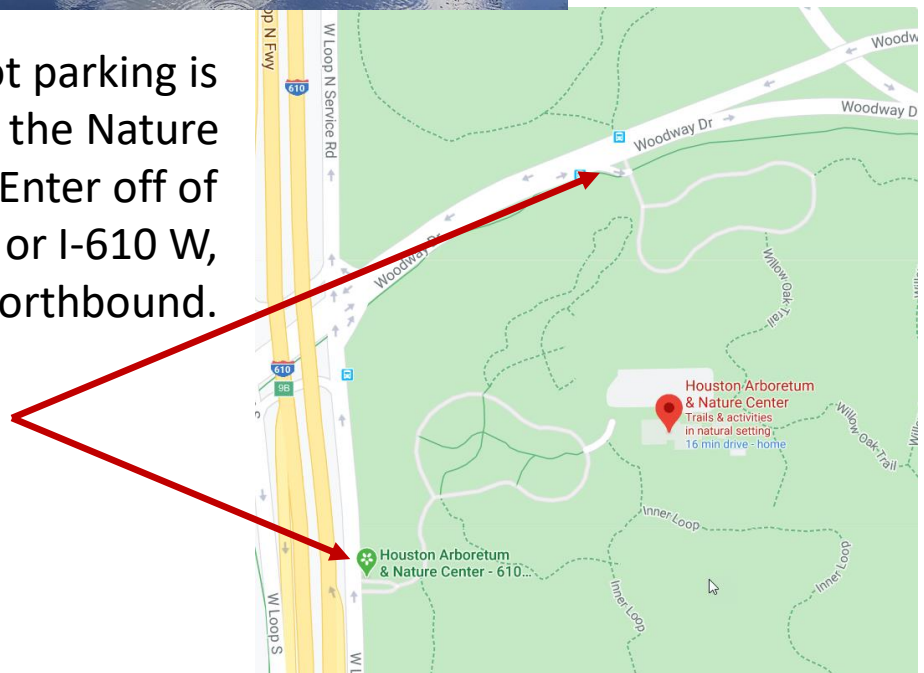 ot parking is
the Nature
Enter off of
or I-610 W,
orthbound.
op N Fwy
W Loop N Service Rd
610
Woodw
Woodway D
Woodway Dr
Woodway Dr
Willow Oak Trail
610
9B
S
Houston Arboretum
& Nature Center
Trails & activities
in natural setting
16 min drive - home
Willow Oak Trail
Inner Loop
Inner Loop
Inner Loop
Houston Arboretum
& Nature Center - 610...
W Loop S
W L